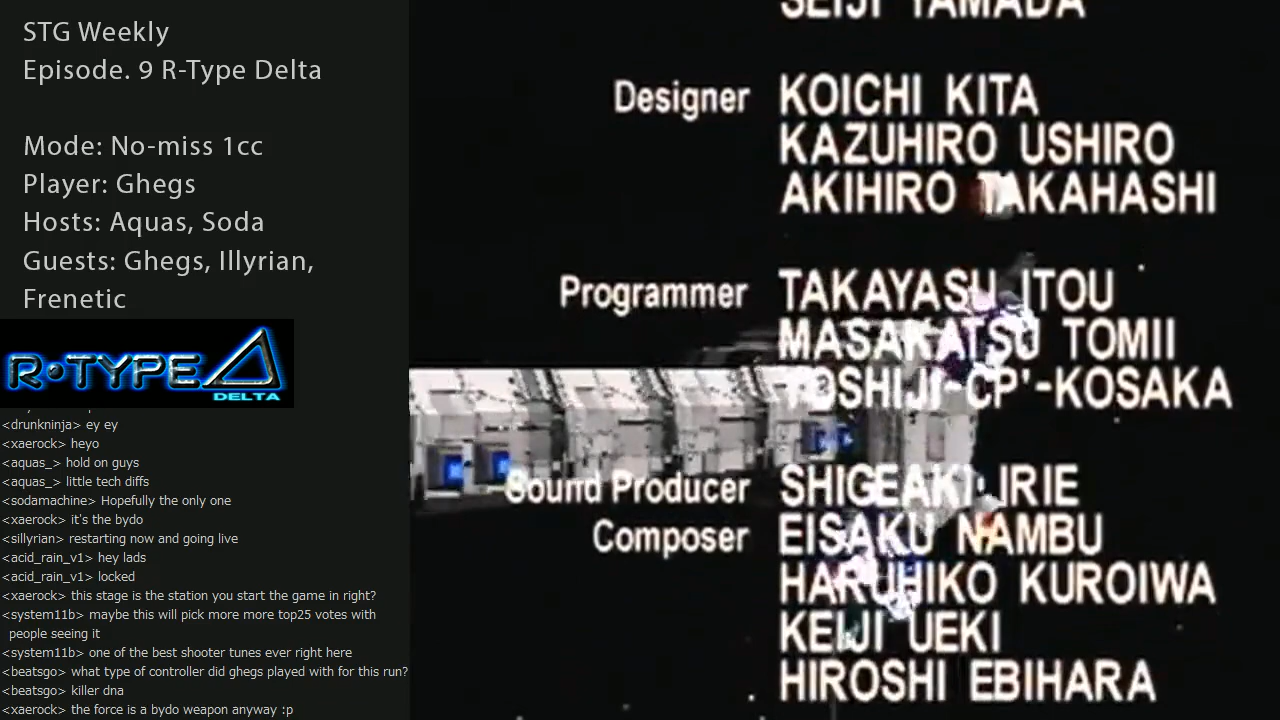 STG Weekly
Episode. 9 R-Type Delta
Mode: No-miss 1cc
Player: Ghegs
Hosts: Aquas, Soda
Guests: Ghegs, Illyrian,
Frenetic
R-TYPE Δ
DELTA
<drunkninja> ey ey
<xaerock> heyo
<aquas_> hold on guys
<aquas_> little tech diffs
<sodamachine> Hopefully the only one
<xaerock> it's the bydo
<sillyrian> restarting now and going live
<acid_rain_v1> hey lads
<acid_rain_v1> locked
<xaerock> this stage is the station you start the game in right?
<system11b> maybe this will pick more more top25 votes with
people seeing it
<system11b> one of the best shooter tunes ever right here
<beatsgo> what type of controller did ghegs played with for this run?
<beatsgo> killer dna
<xaerock> the force is a bydo weapon anyway :p
SEIJI YAMADA
Designer KOICHI KITA
KAZUHIRO USHIRO
AKIHIRO TAKAHASHI
Programmer TAKAYASU ITOU
MASAKATSU TOMII
YOSHIJI-CP'-KOSAKA
Sound Producer SHIGEAKI IRIE
Composer EISAKU NAMBU
HARUHIKO KUROIWA
KEIJI UEKI
HIROSHI EBIHARA